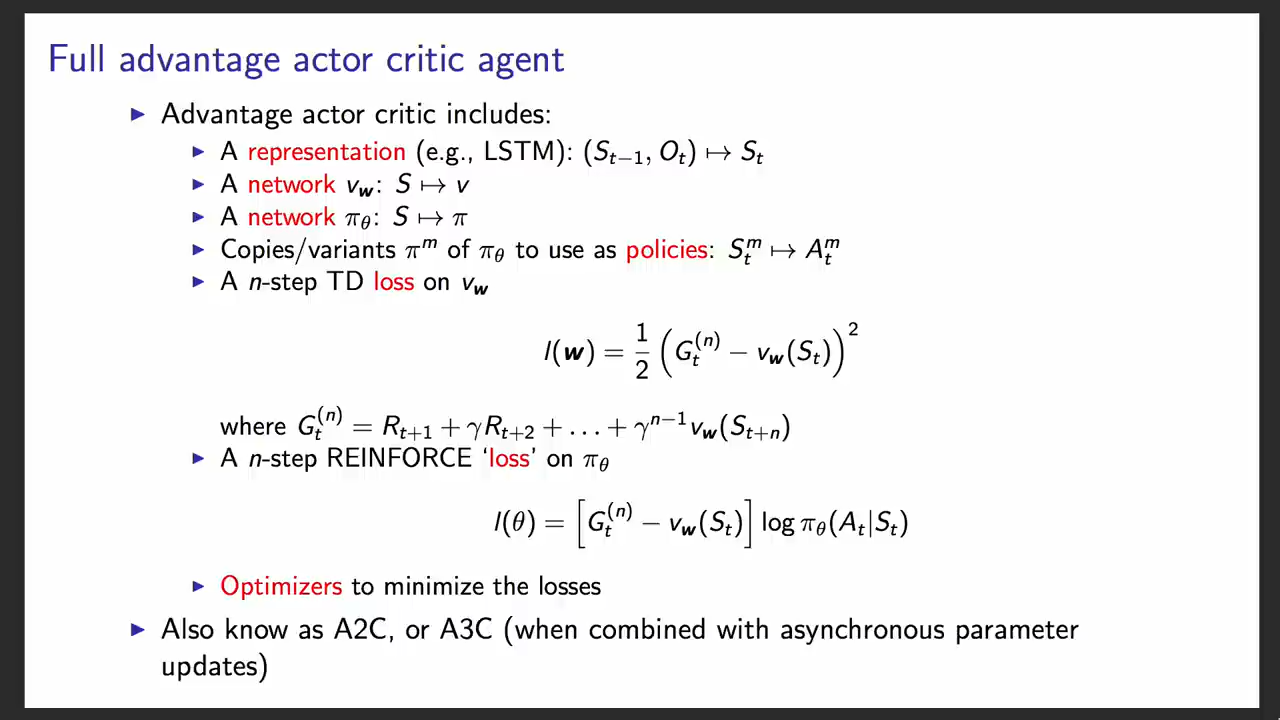 Full advantage actor critic agent
▶ Advantage actor critic includes:
▶ A representation (e.g., LSTM): (S_{t−1}, O_t) ↦ S_t
▶ A network v_w: S ↦ v
▶ A network π_θ: S ↦ π
▶ Copies/variants π^m of π_θ to use as policies: S_t^m ↦ A_t^m
▶ A n-step TD loss on v_w
l(w) = 1/2 (G_t^{(n)} − v_w(S_t))^2
where G_t^{(n)} = R_{t+1} + γR_{t+2} + . . . + γ^{n−1}v_w(S_{t+n})
▶ A n-step REINFORCE ‘loss’ on π_θ
l(θ) = [G_t^{(n)} − v_w(S_t)] log π_θ(A_t|S_t)
▶ Optimizers to minimize the losses
▶ Also know as A2C, or A3C (when combined with asynchronous parameter
updates)